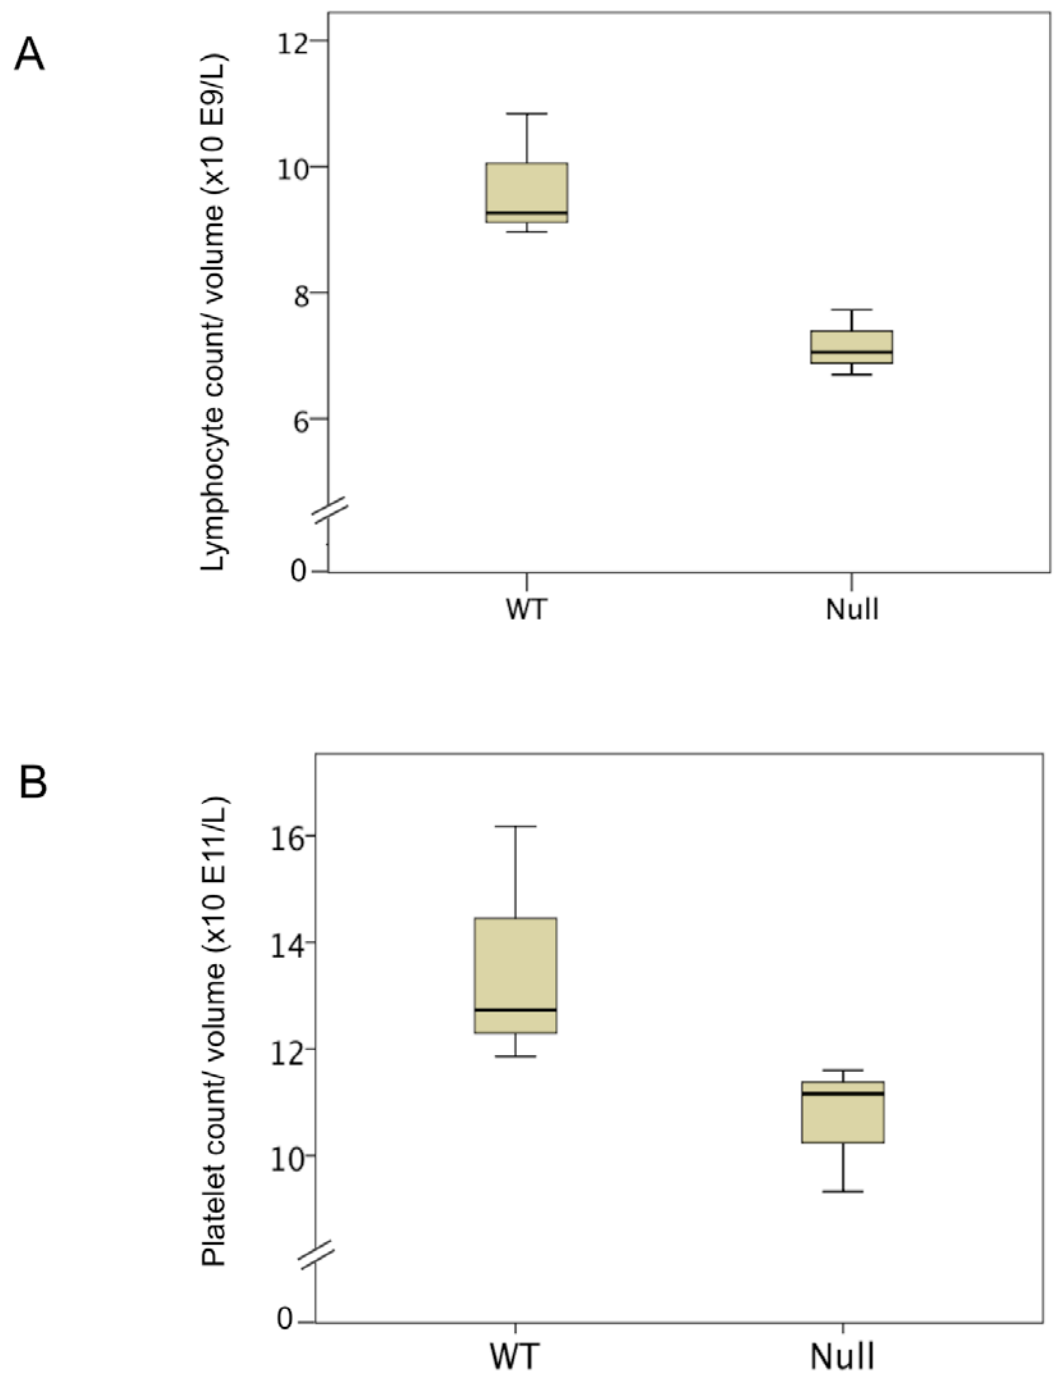 A
Lymphocyte count/ volume (x10 E9/L)
12
10
8
6
0
WT Null
B
Platelet count/ volume (x10 E11/L)
16
14
12
10
0
WT Null